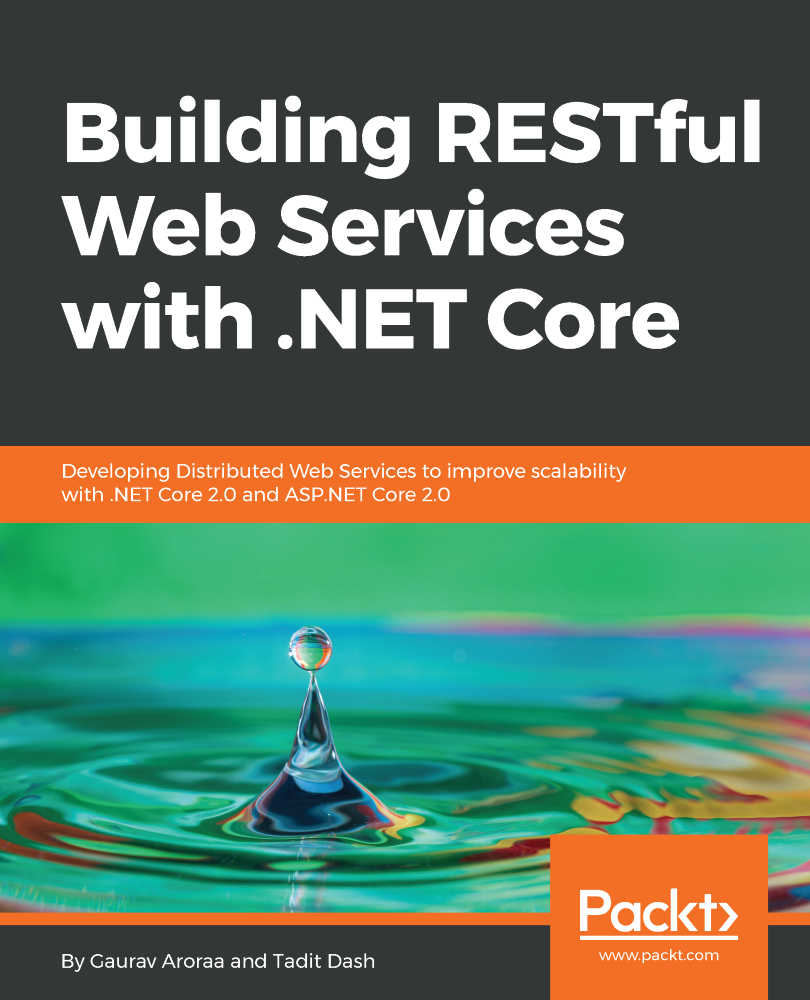 Building RESTful
Web Services
with .NET Core
Developing Distributed Web Services to improve scalability
with .NET Core 2.0 and ASP.NET Core 2.0
Packt>
www.packt.com
By Gaurav Aroraa and Tadit Dash